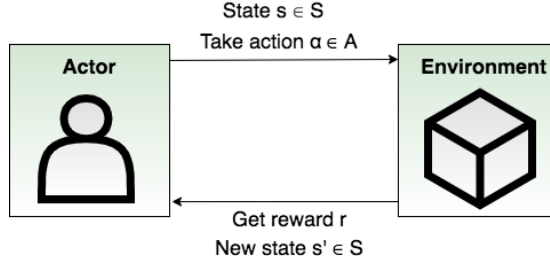 State s ∈ S
Take action α ∈ A
Actor
Environment
Get reward r
New state s' ∈ S